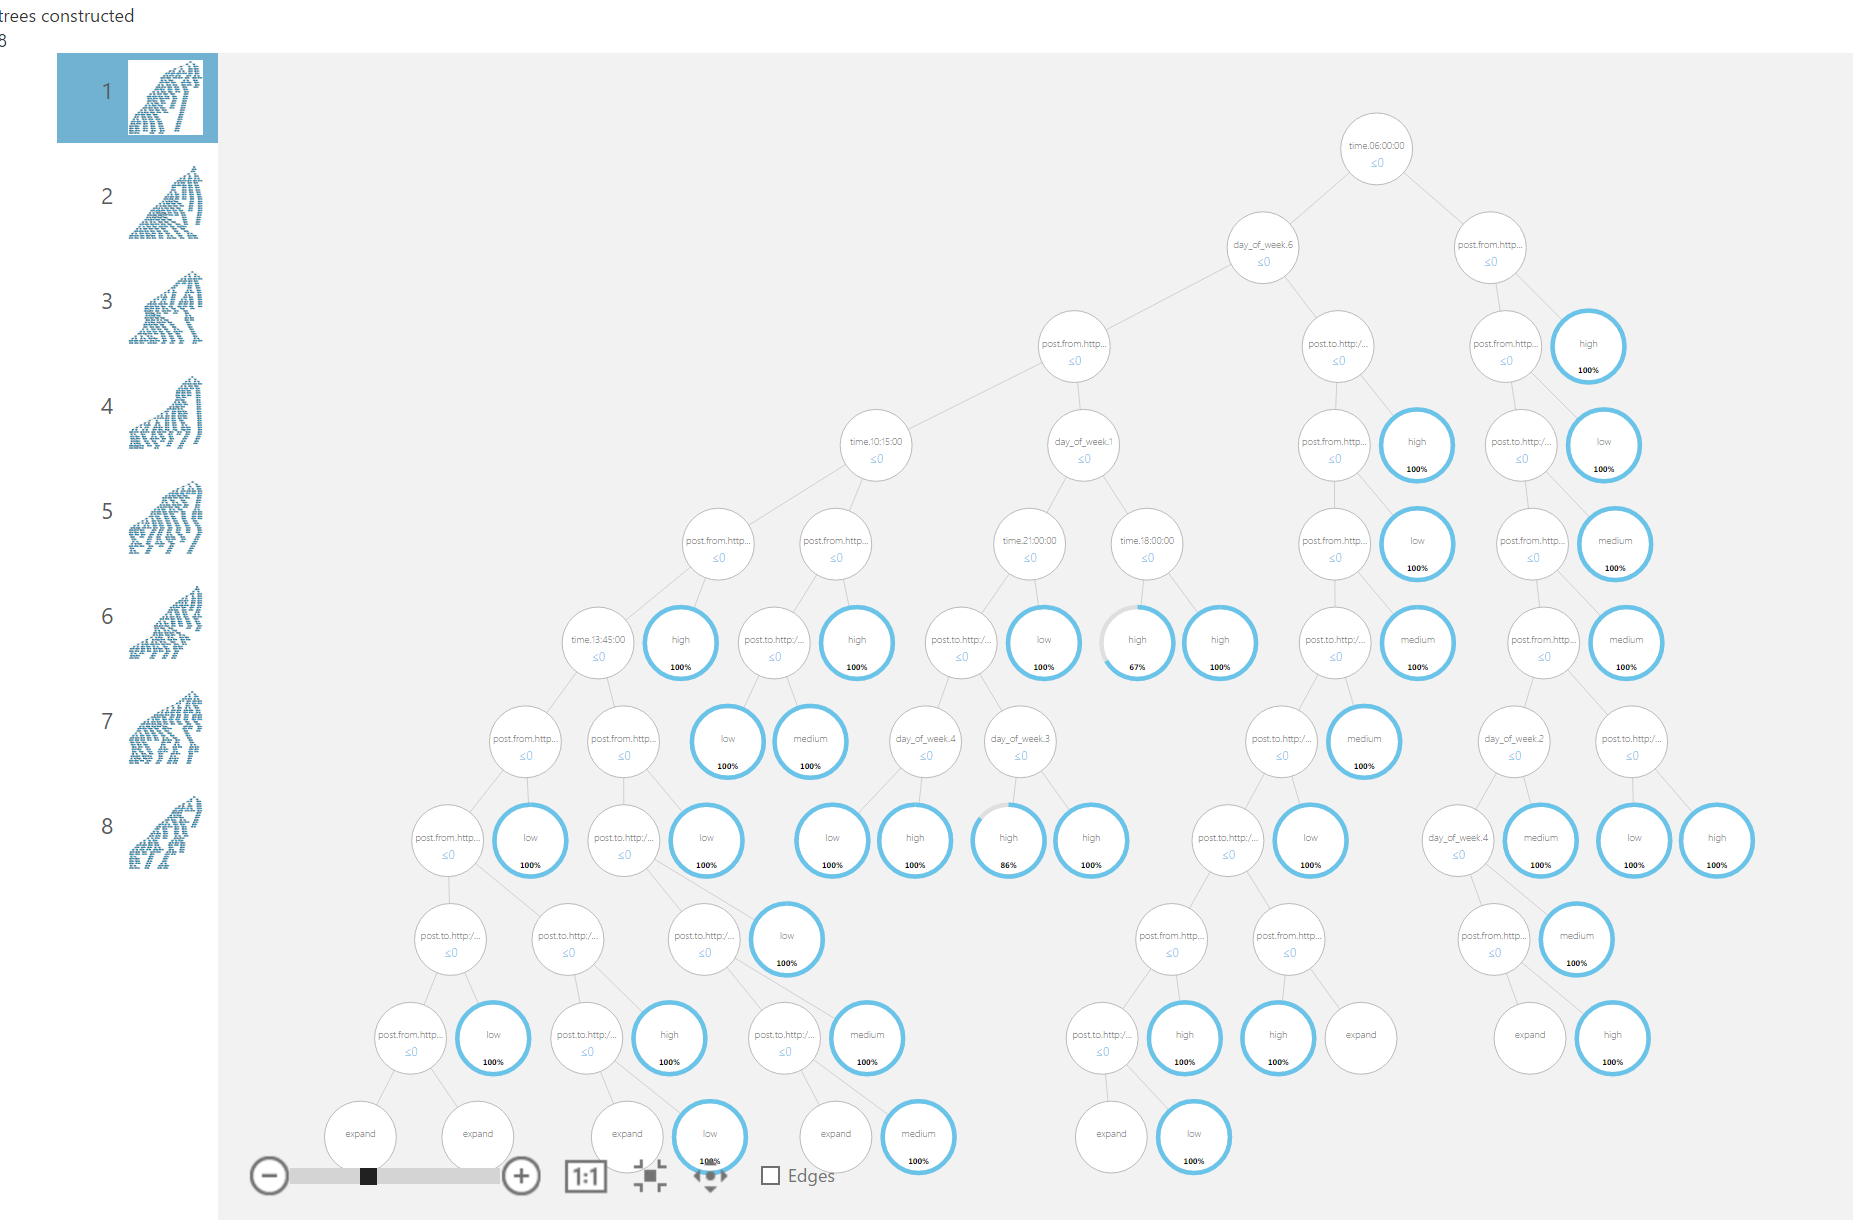 trees constructed
8
1
2
3
4
5
6
7
8
time.06:00:00
≤0
day_of_week.6
≤0
post.from.http...
≤0
post.from.http...
≤0
post.to.http:/...
≤0
post.from.http...
≤0
high
100%
time.10:15:00
≤0
day_of_week.1
≤0
post.from.http...
≤0
high
100%
post.to.http:/...
≤0
low
100%
post.from.http...
≤0
post.from.http...
≤0
time.21:00:00
≤0
time.18:00:00
≤0
post.from.http...
≤0
low
100%
post.from.http...
≤0
medium
100%
time.13:45:00
≤0
high
100%
post.to.http:/...
≤0
high
100%
post.to.http:/...
≤0
low
100%
high
67%
high
100%
post.to.http:/...
≤0
medium
100%
post.from.http...
≤0
medium
100%
post.from.http...
≤0
post.from.http...
≤0
low
100%
medium
100%
day_of_week.4
≤0
day_of_week.3
≤0
post.to.http:/...
≤0
medium
100%
day_of_week.2
≤0
post.to.http:/...
≤0
post.from.http...
≤0
low
100%
post.to.http:/...
≤0
low
100%
low
100%
high
100%
high
86%
high
100%
post.to.http:/...
≤0
low
100%
day_of_week.4
≤0
medium
100%
low
100%
high
100%
post.to.http:/...
≤0
post.to.http:/...
≤0
post.to.http:/...
≤0
low
100%
post.from.http...
≤0
post.from.http...
≤0
post.from.http...
≤0
medium
100%
post.from.http...
≤0
low
100%
post.to.http:/...
≤0
high
100%
post.to.http:/...
≤0
medium
100%
post.to.http:/...
≤0
high
100%
high
100%
expand
expand
high
100%
expand
expand
expand
low
100%
expand
medium
100%
expand
low
100%
1:1
Edges